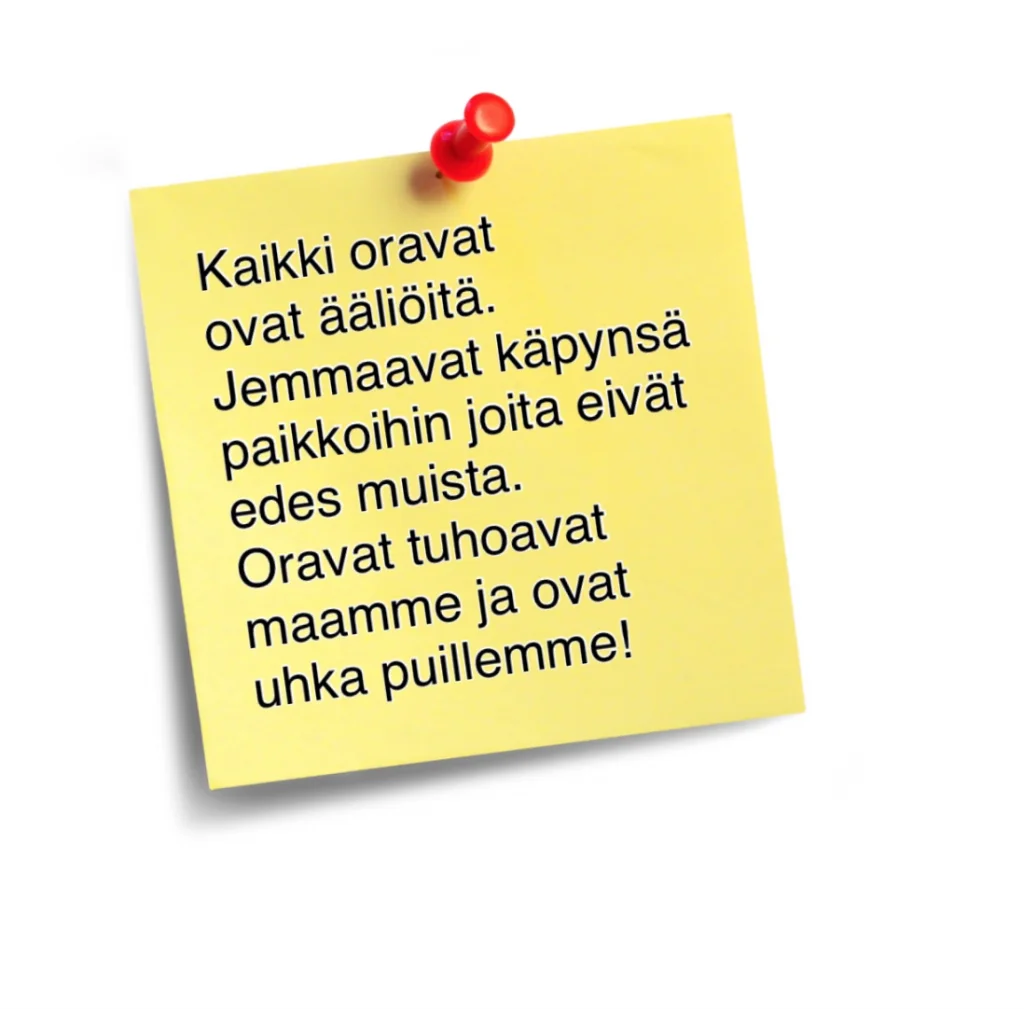 Kaikki oravat
ovat ääliöitä.
Jemmaavat käpynsä
paikkoihin joita eivät
edes muista.
Oravat tuhoavat
maamme ja ovat
uhka puillemme!